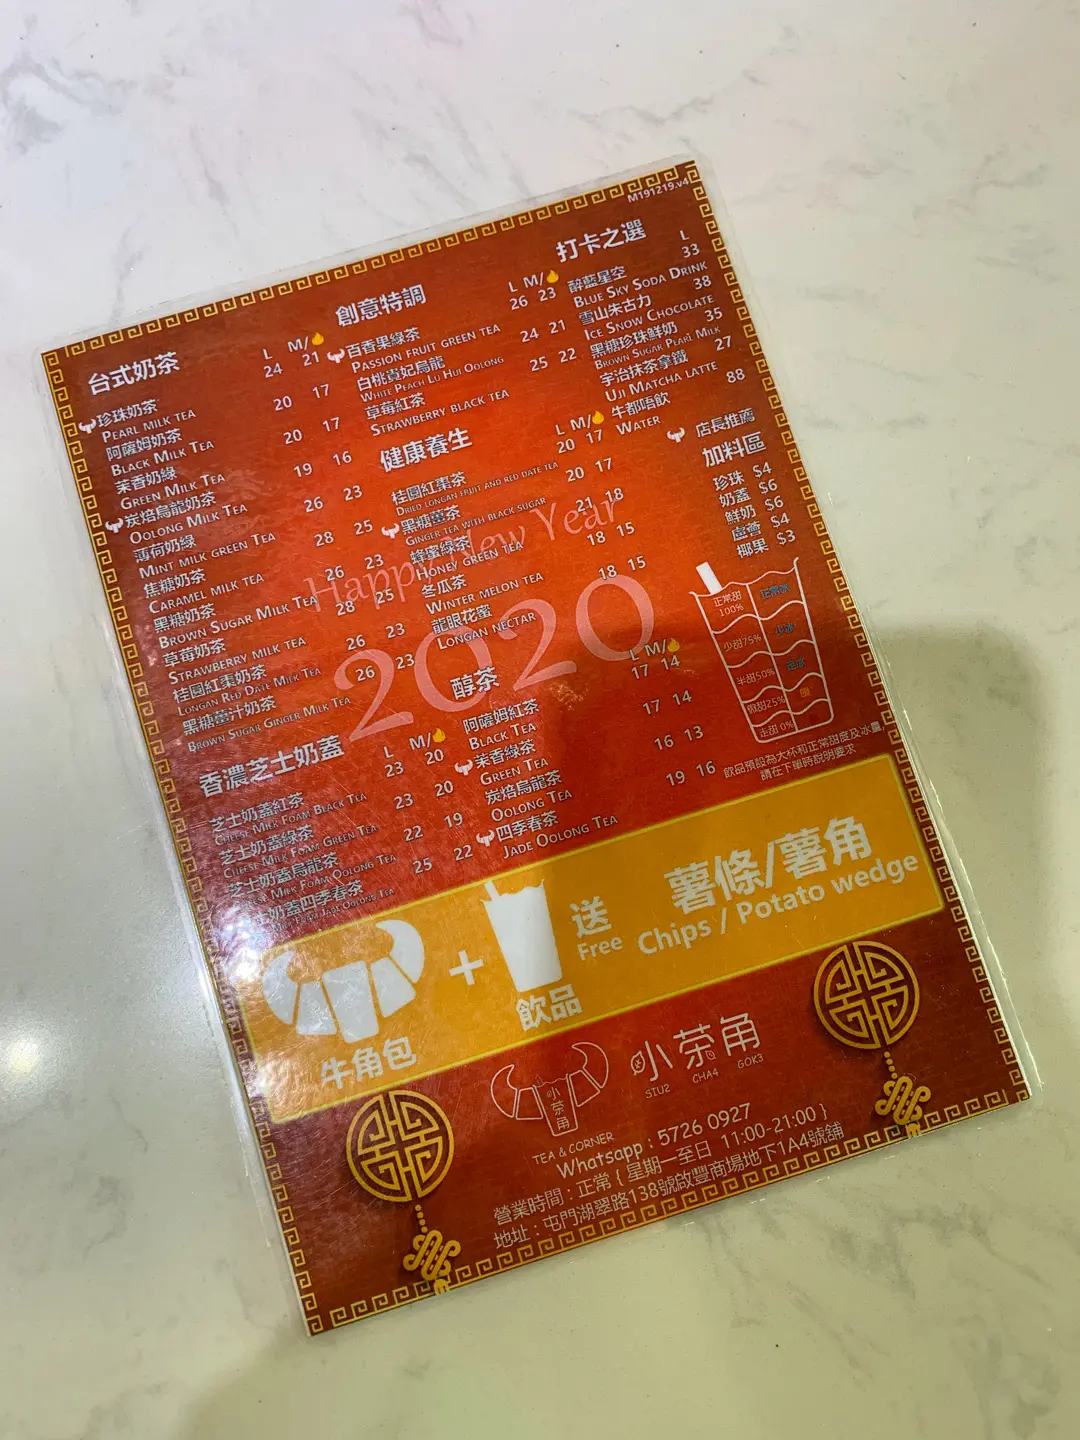 M191219.v4
台式奶茶 L M/
珍珠奶茶 24 21
PEARL MILK TEA
阿薩姆奶茶 20 17
BLACK MILK TEA
茉香奶綠 20 17
GREEN MILK TEA
炭焙烏龍奶茶 19 16
OOLONG MILK TEA
薄荷奶綠 26 23
MINT MILK GREEN TEA
焦糖奶茶 28 25
CARAMEL MILK TEA
黑糖奶茶 26 23
BROWN SUGAR MILK TEA
草莓奶茶 28 25
STRAWBERRY MILK TEA
桂圓紅棗奶茶 26 23
LONGAN RED DATE MILK TEA
黑糖薑汁奶茶 26 23
BROWN SUGAR GINGER MILK TEA
香濃芝士奶蓋 L M/
芝士奶蓋紅茶 23 20
CHEESE MILK FOAM BLACK TEA
芝士奶蓋綠茶 23 20
CHEESE MILK FOAM GREEN TEA
芝士奶蓋烏龍茶 22 19
MILK FOAM OOLONG TEA
士奶蓋四季春茶 25 22
FOAM JADE OOLONG TEA
創意特調 L M/
百香果綠茶 26 23
PASSION FRUIT GREEN TEA
白桃貴妃烏龍 24 21
WHITE PEACH LU HUI OOLONG
草莓紅茶 25 22
STRAWBERRY BLACK TEA
健康養生 L M/
桂圓紅棗茶 20 17
DRIED LONGAN FRUIT AND RED DATE TEA
黑糖薑茶 20 17
GINGER TEA WITH BLACK SUGAR
蜂蜜綠茶 21 18
HONEY GREEN TEA
冬瓜茶 18 15
WINTER MELON TEA
龍眼花蜜 18 15
LONGAN NECTAR
醇茶 L M/
阿薩姆紅茶 17 14
BLACK TEA
茉香綠茶 17 14
GREEN TEA
炭焙烏龍茶 16 13
OOLONG TEA
四季春茶 19 16
JADE OOLONG TEA
打卡之選 L
醉藍星空 33
BLUE SKY SODA DRINK
雪山朱古力 38
ICE SNOW CHOCOLATE
黑糖珍珠鮮奶 35
BROWN SUGAR PEARL MILK
宇治抹茶拿鐵 27
UJI MATCHA LATTE
牛都唔飲 88
WATER
店長推薦
加料區
珍珠 $4
奶蓋 $6
鮮奶 $6
蘆薈 $4
椰果 $3
正常甜 100%
正常冰
少甜75%
少冰
半甜50%
走冰
微甜25%
走甜 0%
飲品預設為大杯和正常甜度及冰量,
請在下單時說明要求
Happy New Year
2020
牛角包
+
飲品
送
Free
薯條/薯角
Chips / Potato wedge
小茶角
TEA & CORNER
小茶角
SIU2 CHA4 GOK3
Whatsapp : 5726 0927
營業時間 : 正常 { 星期一至日 11:00-21:00 }
地址 : 屯門湖翠路138號啟豐商場地下1A4號舖